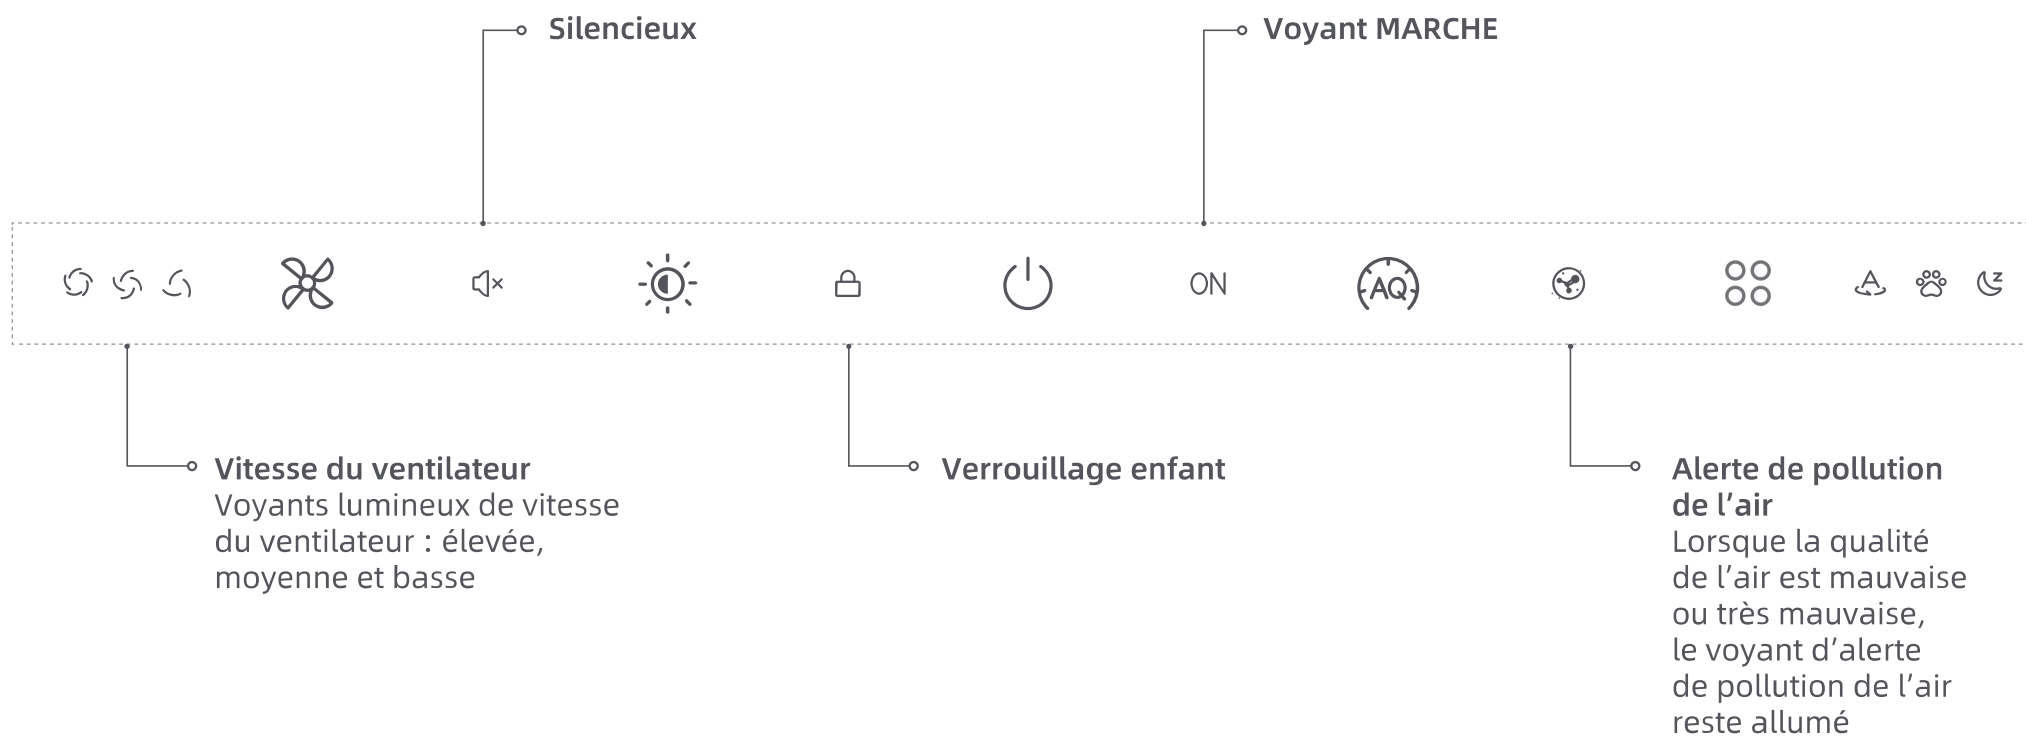 Silencieux
Voyant MARCHE
ON
AQ
A
z
Vitesse du ventilateur
Voyants lumineux de vitesse
du ventilateur : élevée,
moyenne et basse
Verrouillage enfant
Alerte de pollution
de l’air
Lorsque la qualité
de l’air est mauvaise
ou très mauvaise,
le voyant d’alerte
de pollution de l’air
reste allumé